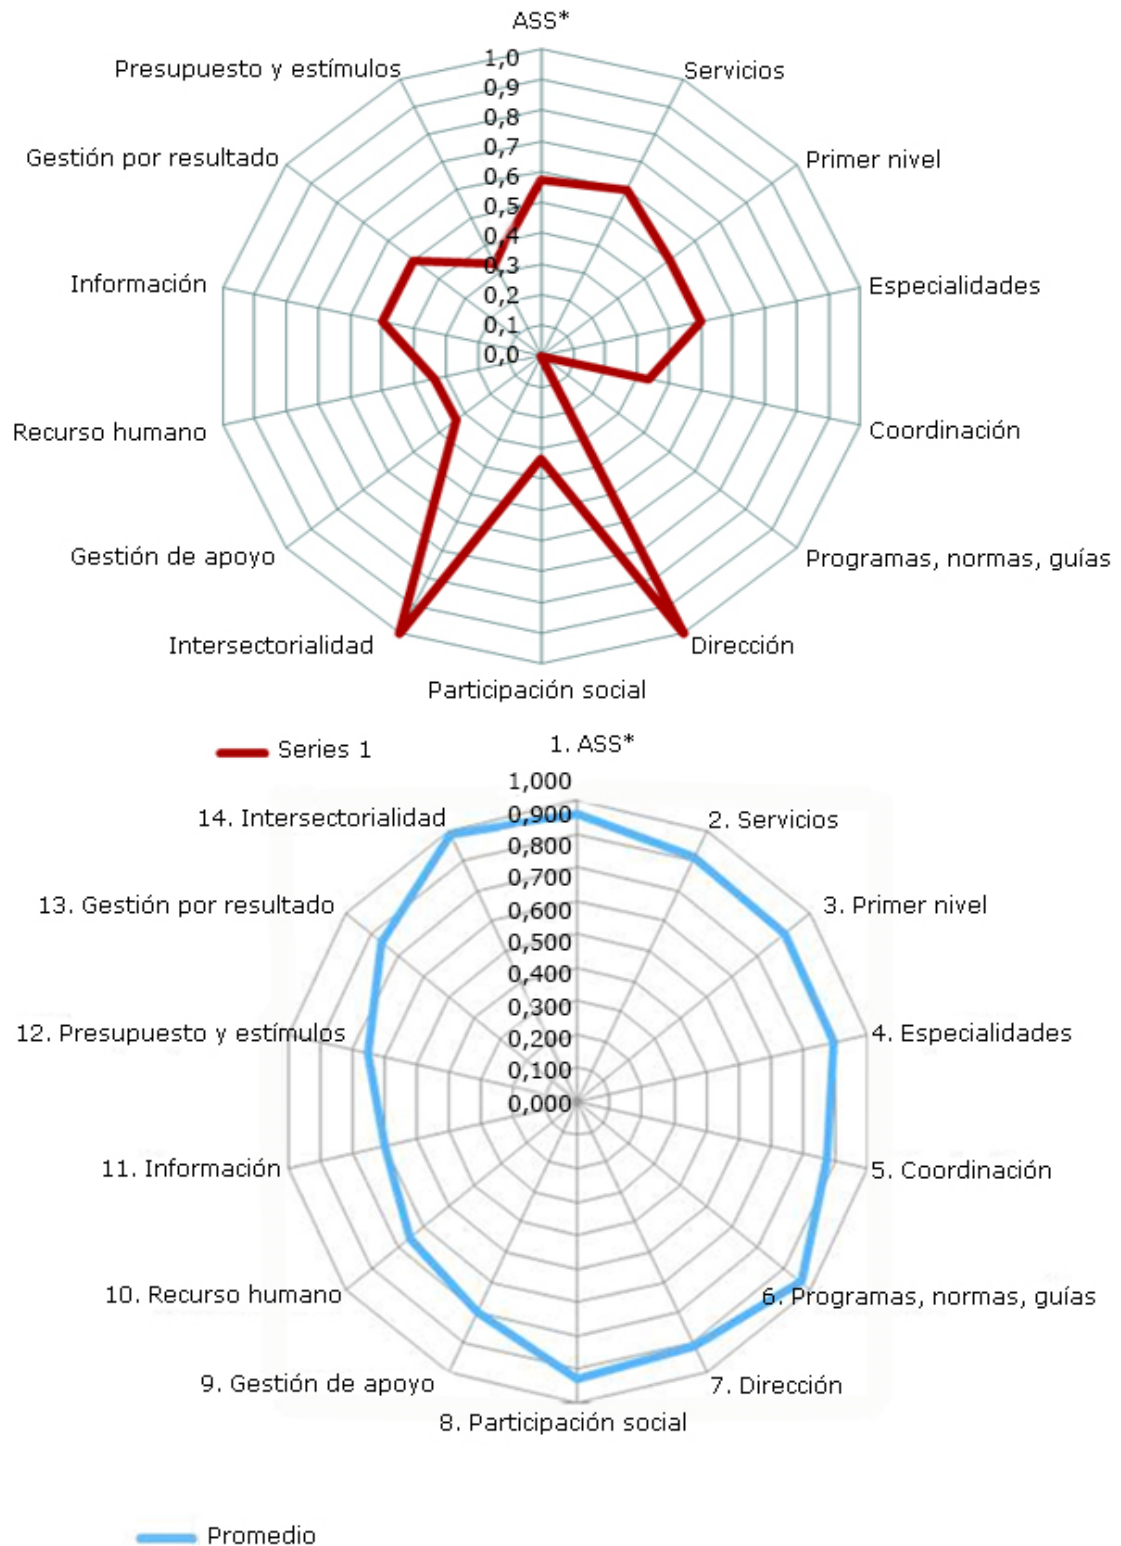 ASS*
1,0
Presupuesto y estímulos
Servicios
0,9
0,8
0,7
Gestión por resultado
Primer nivel
0,6
0,5
0,4
0,3
Información
Especialidades
0,2
0,1
0,0
Recurso humano
Coordinación
Gestión de apoyo
Programas, normas, guías
Intersectorialidad
Dirección
Participación social
Series 1
1. ASS*
1,000
14. Intersectorialidad
0,900
2. Servicios
0,800
0,700
13. Gestión por resultado
0,600
3. Primer nivel
0,500
0,400
0,300
12. Presupuesto y estímulos
0,200
4. Especialidades
0,100
0,000
11. Información
5. Coordinación
10. Recurso humano
6. Programas, normas, guías
9. Gestión de apoyo
7. Dirección
8. Participación social
Promedio